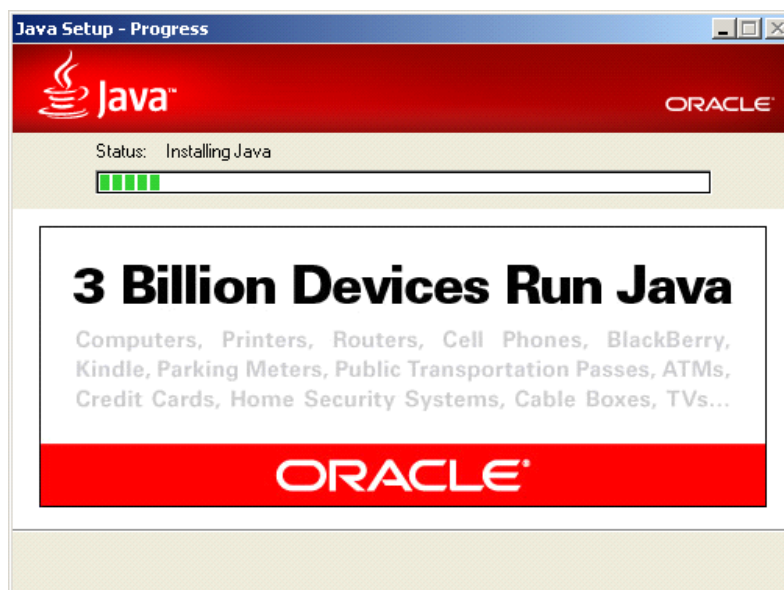 Java Setup - Progress
Java™
ORACLE®
Status: Installing Java
3 Billion Devices Run Java
Computers, Printers, Routers, Cell Phones, BlackBerry,
Kindle, Parking Meters, Public Transportation Passes, ATMs,
Credit Cards, Home Security Systems, Cable Boxes, TVs...
ORACLE®